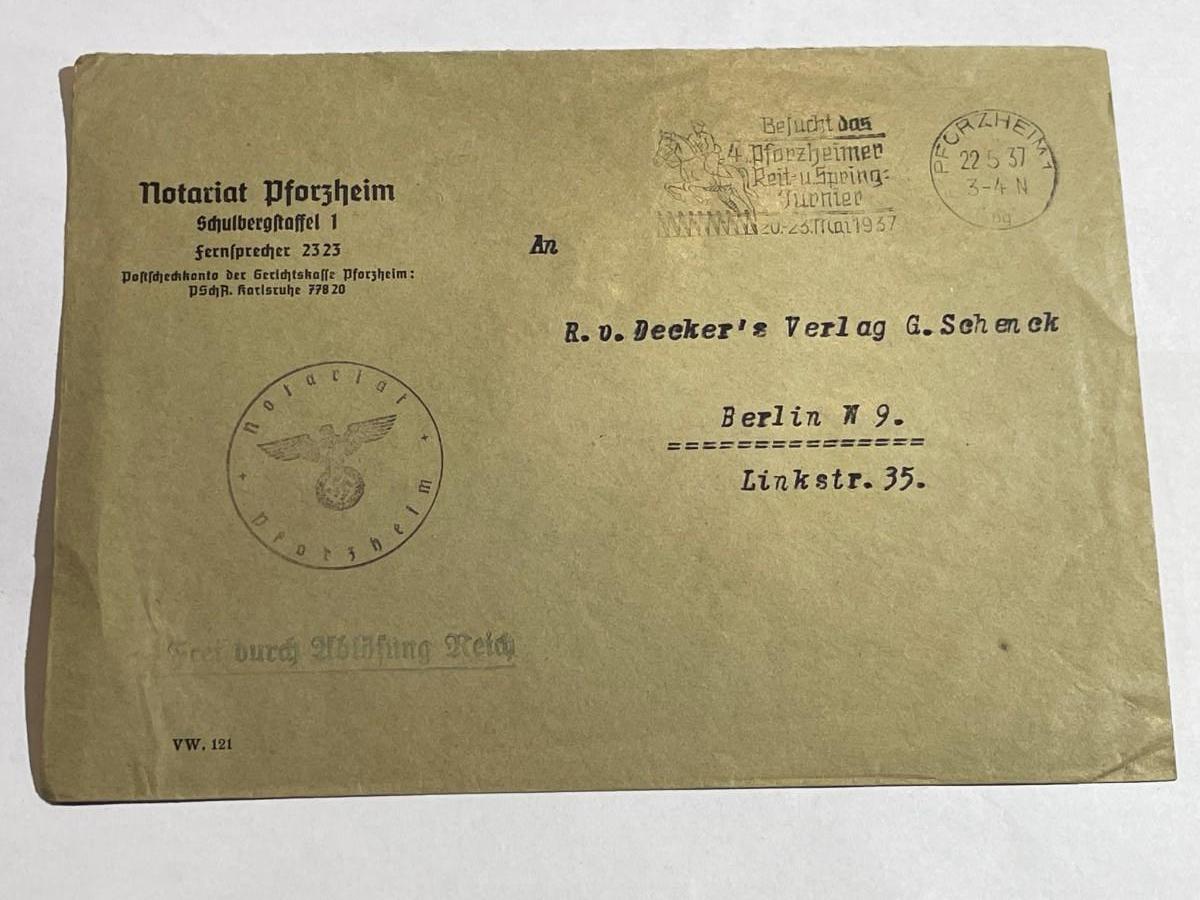 Notariat Pforzheim
Schulbergstaffel 1
Fernsprecher 2323
Postscheckkonto der Gerichtskasse Pforzheim:
PSchA. Karlsruhe 77820
Besucht das
4. Pforzheimer
Reit- u. Spring-
Turnier
20.-23. Mai 1937
PFORZHEIM 1
22 5 37
3-4 N
An
R. v. Decker's Verlag G. Schenck
Berlin W 9.
Linkstr. 35.
Notariat
Pforzheim
Frei durch Ablösung Reich
VW. 121